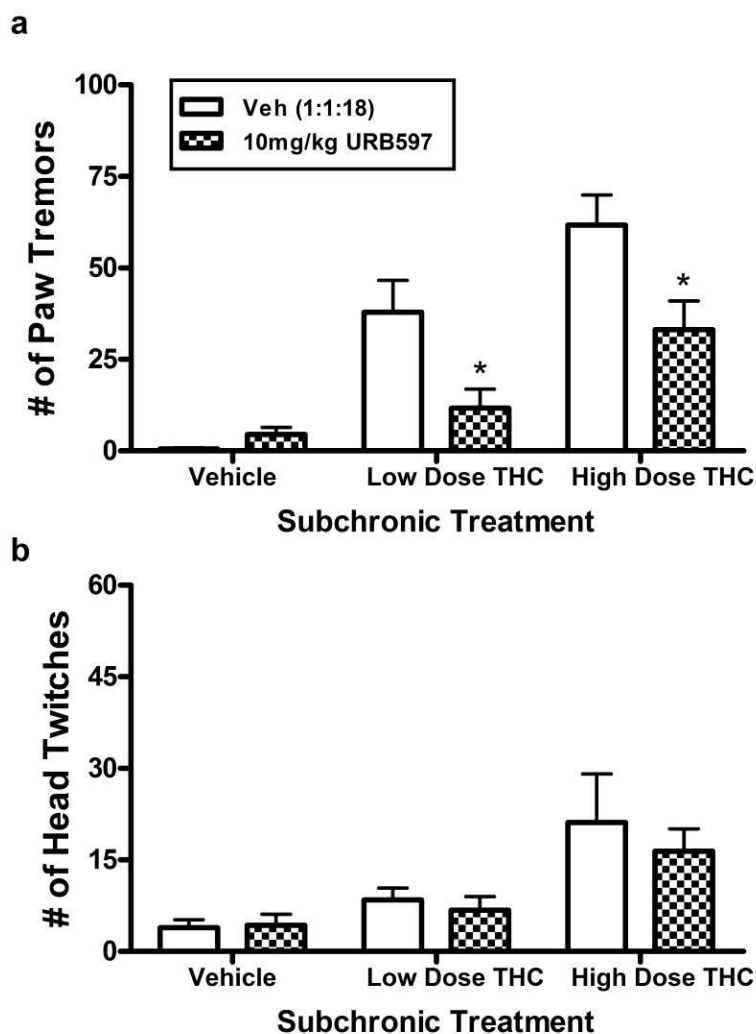 a
100
75
50
25
0
# of Paw Tremors
Veh (1:1:18)
10mg/kg URB597
*
*
Vehicle Low Dose THC High Dose THC
Subchronic Treatment
b
60
45
30
15
0
# of Head Twitches
Vehicle Low Dose THC High Dose THC
Subchronic Treatment